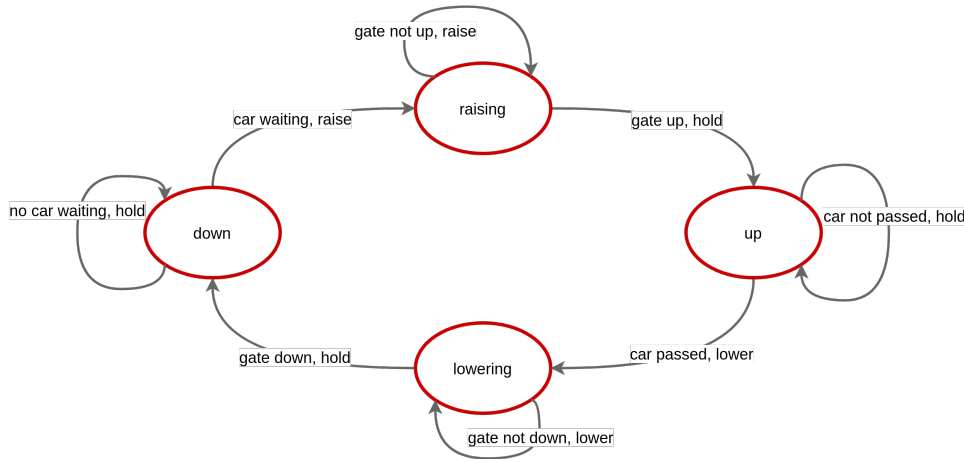 gate not up, raise
raising
car waiting, raise
gate up, hold
no car waiting, hold
car not passed, hold
down
up
gate down, hold
car passed, lower
lowering
gate not down, lower